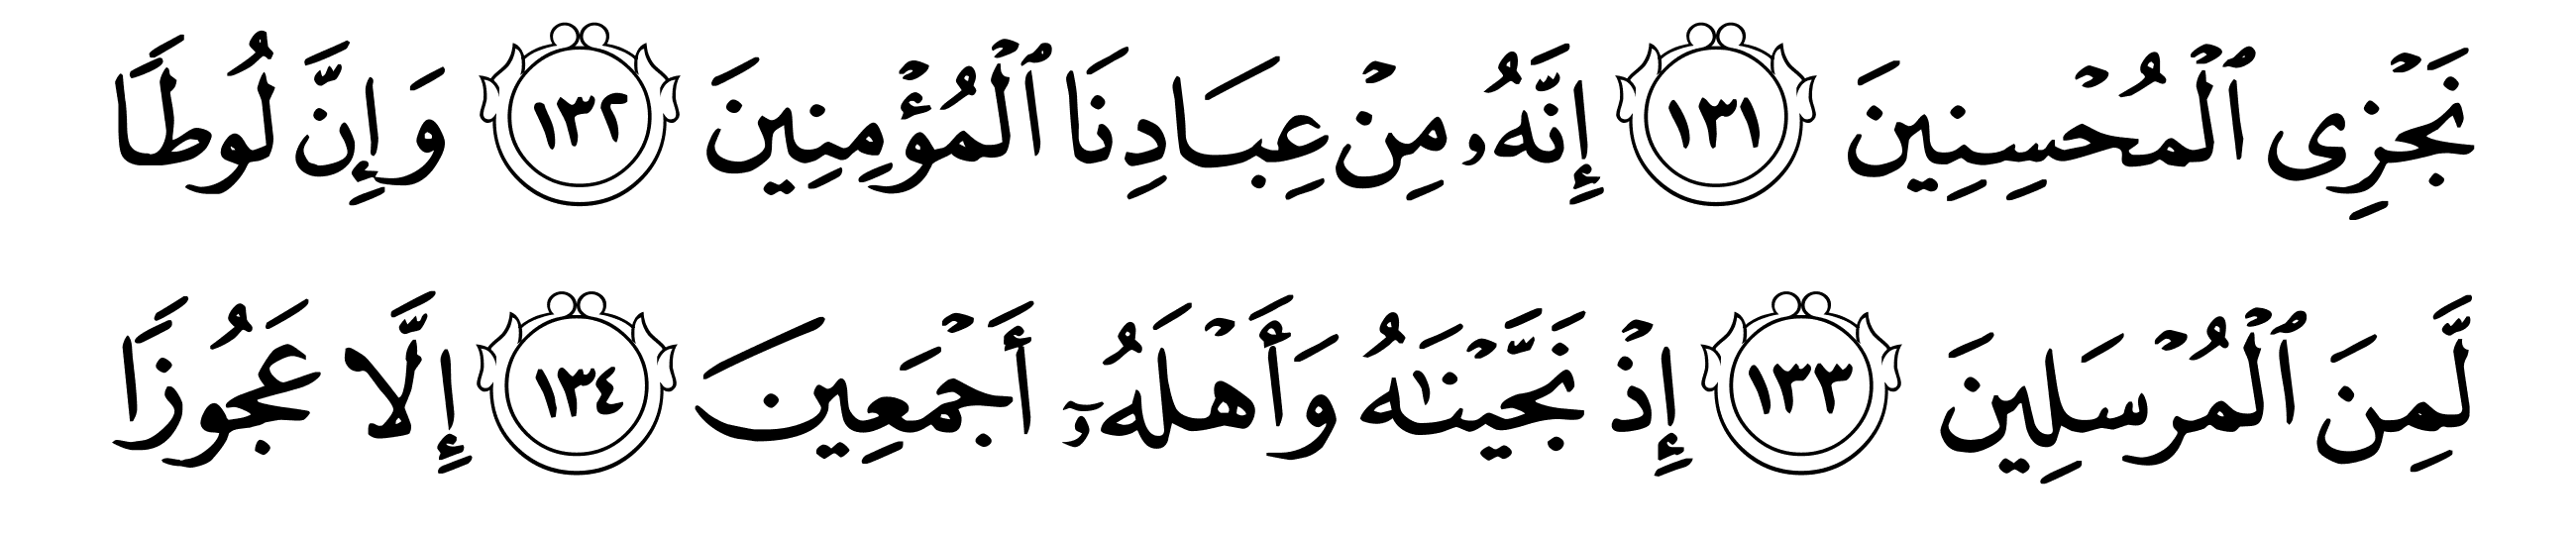 نَجْزِى ٱلْمُحْسِنِينَ ١٣١ إِنَّهُۥ مِنْ عِبَادِنَا ٱلْمُؤْمِنِينَ ١٣٢ وَإِنَّ لُوطًا
لَّمِنَ ٱلْمُرْسَلِينَ ١٣٣ إِذْ نَجَّيْنَـٰهُ وَأَهْلَهُۥٓ أَجْمَعِينَ ١٣٤ إِلَّا عَجُوزًا